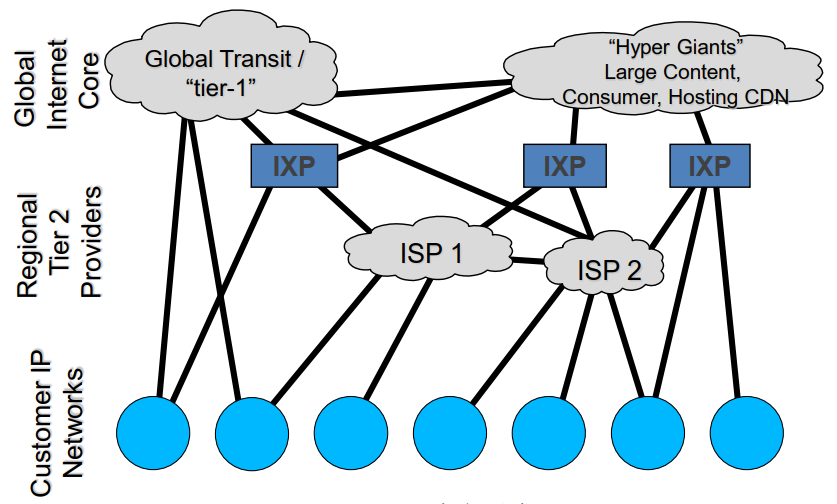 Global
Internet
Core
Global Transit /
“tier-1”
“Hyper Giants”
Large Content,
Consumer, Hosting CDN
IXP
IXP
IXP
Regional
Tier 2
Providers
ISP 1
ISP 2
Customer IP
Networks